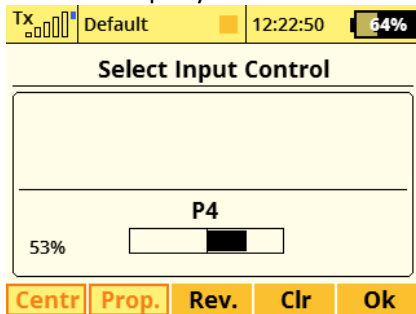 Tx Default 12:22:50 64%
Select Input Control
P4
53%
Centr Prop. Rev. Clr Ok